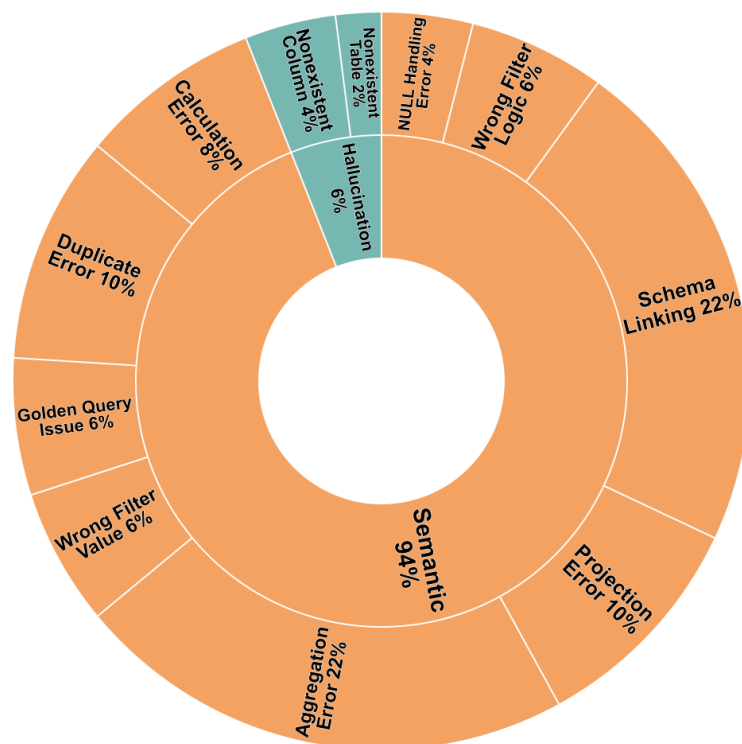 NULL Handling
Error 4%
Wrong Filter
Logic 6%
Schema
Linking 22%
Projection
Error 10%
Aggregation
Error 22%
Wrong Filter
Value 6%
Golden Query
Issue 6%
Duplicate
Error 10%
Calculation
Error 8%
Nonexistent
Column 4%
Nonexistent
Table 2%
Hallucination
6%
Semantic
94%